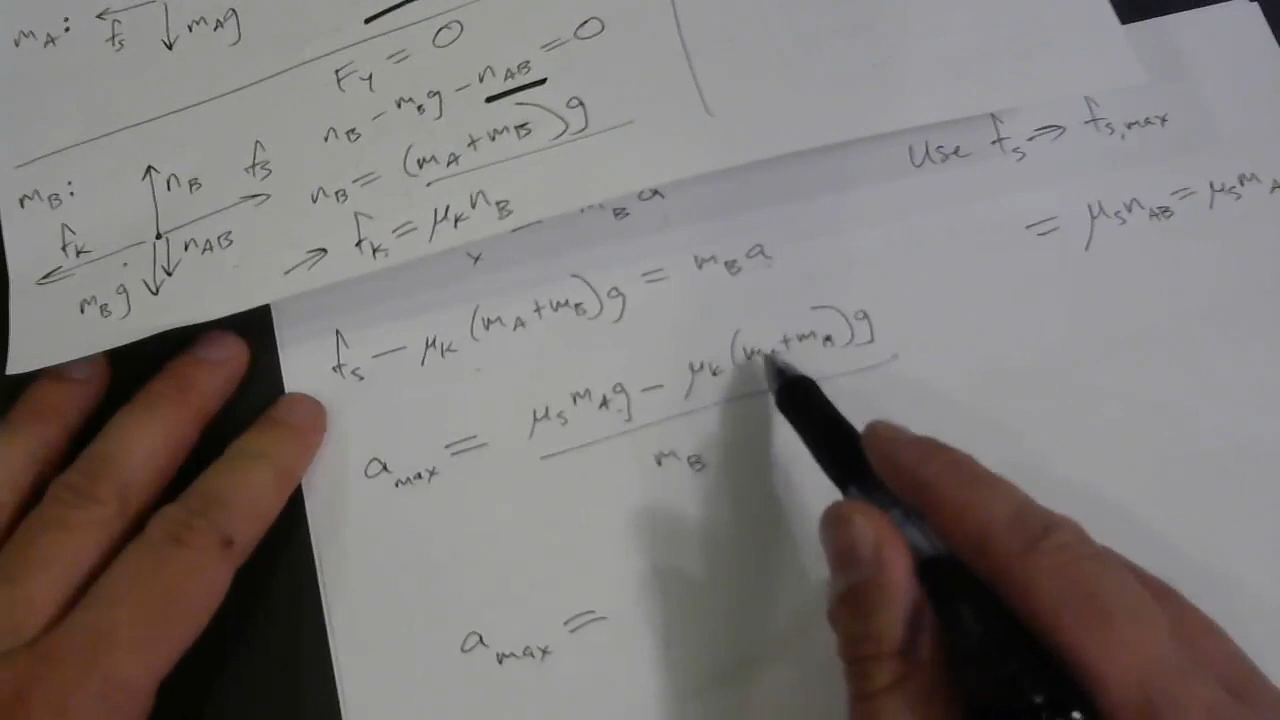 m_A: f_s m_A g
F_Y = 0
n_B - m_B g - n_AB = 0
n_B = (m_A + m_B) g
m_B: n_B f_s
f_K n_AB
m_B g
→ f_K = μ_K n_B
m_B a
f_s - μ_K (m_A + m_B) g = m_B a
a_max = μ_s m_A g - μ_K ( + ) g
m_B
a_max =
Use f_s ⇒ f_s,max
= μ_s n_AB = μ_s m_A